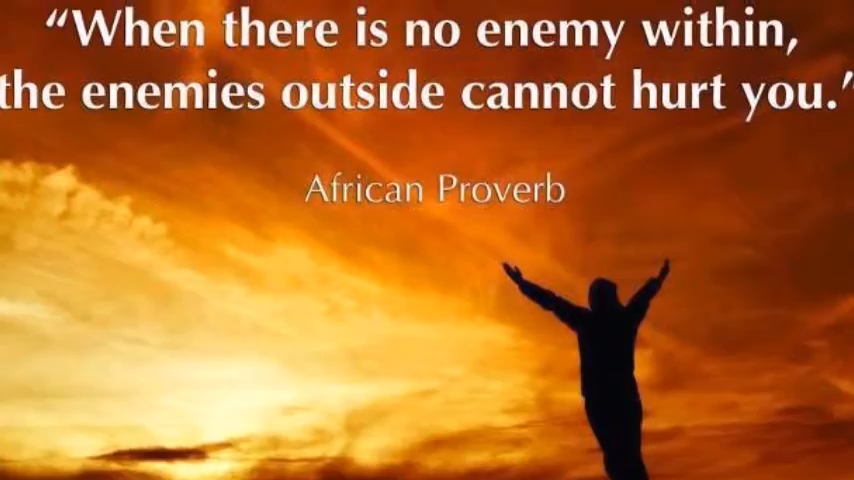 “When there is no enemy within,
the enemies outside cannot hurt you.”
African Proverb